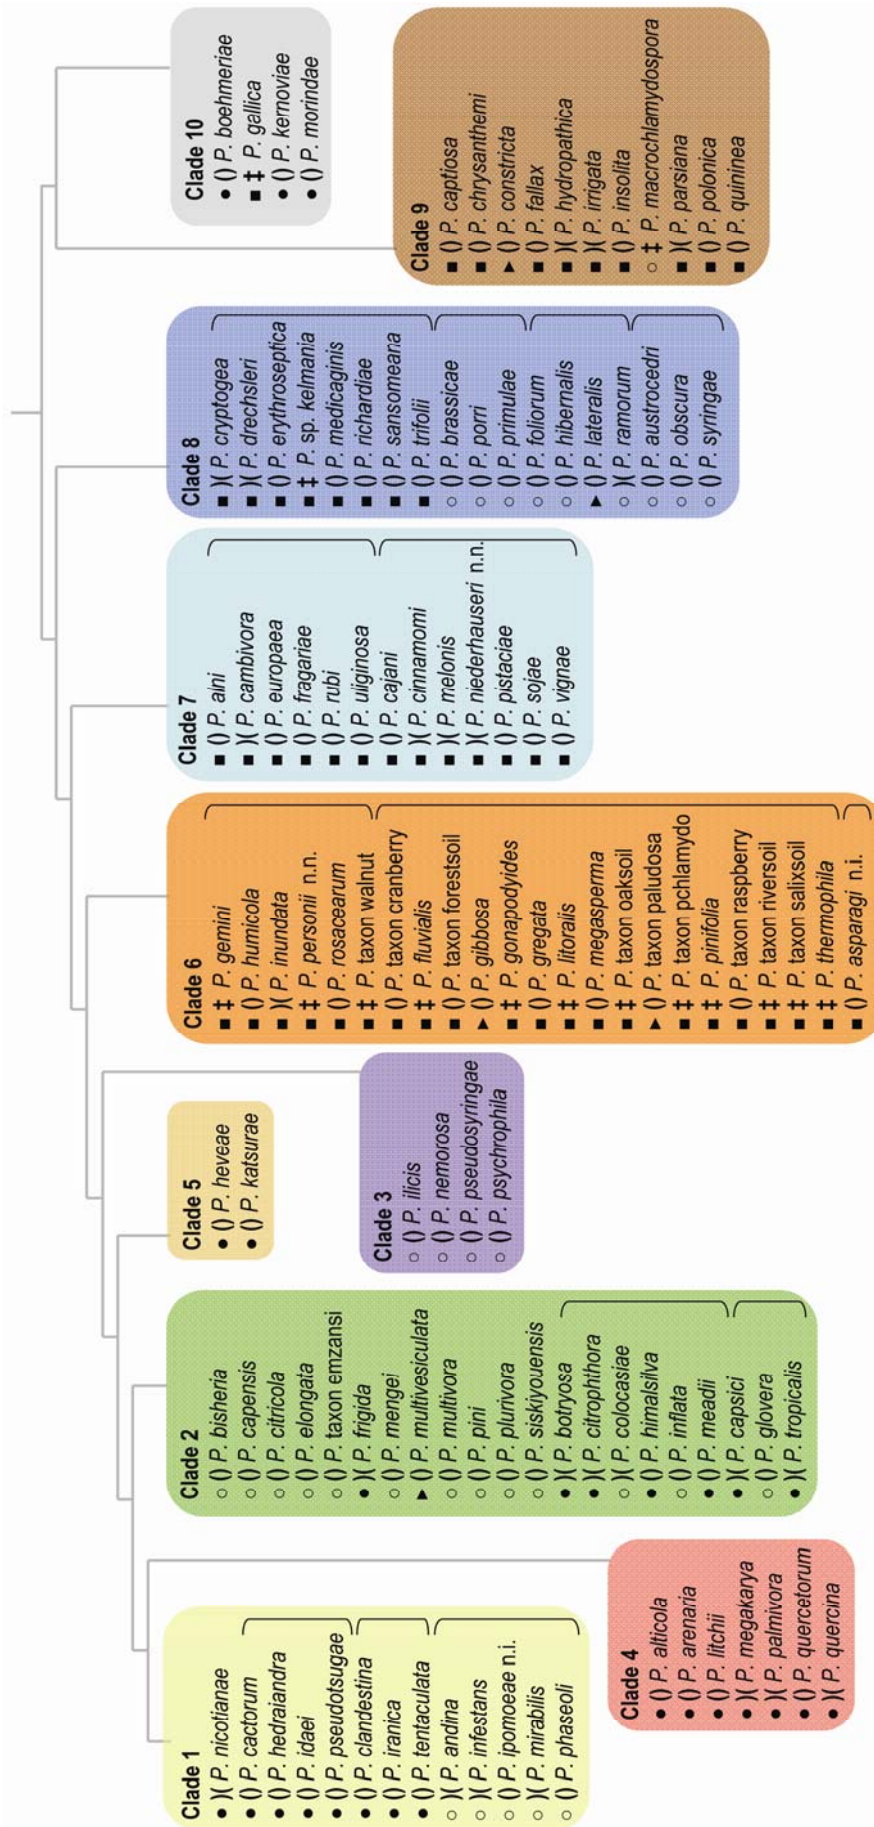 Clade 1
● )( P. nicotianae
● () P. cactorum
● () P. hedraiandra
● () P. idaei
● () P. pseudotsugae
● () P. clandestina
● () P. iranica
● () P. tentaculata
○ )( P. andina
○ )( P. infestans
○ () P. ipomoeae n.i.
○ )( P. mirabilis
○ () P. phaseoli
Clade 4
● () P. alticola
● () P. arenaria
● () P. litchii
● )( P. megakarya
● )( P. palmivora
● () P. quercetorum
● )( P. quercina
Clade 2
○ () P. bisheria
○ () P. capensis
○ () P. citricola
○ () P. elongata
○ () P. taxon emzansi
● )( P. frigida
○ () P. mengei
▲ () P. multivesiculata
○ () P. multivora
○ () P. pini
○ () P. plurivora
○ () P. siskiyouensis
● )( P. botryosa
● )( P. citrophthora
○ )( P. colocasiae
● )( P. himalsilva
○ () P. inflata
● )( P. meadii
● )( P. capsici
○ () P. glovera
● )( P. tropicalis
Clade 5
● () P. heveae
● () P. katsurae
Clade 3
○ () P. ilicis
○ () P. nemorosa
○ () P. pseudosyringae
○ () P. psychrophila
Clade 6
■ ‡ P. gemini
■ () P. humicola
■ )( P. inundata
■ ‡ P. personii n.n.
■ () P. rosacearum
■ ‡ P. taxon walnut
■ () P. taxon cranberry
■ ‡ P. fluvialis
■ () P. taxon forestsoil
▲ () P. gibbosa
■ ‡ P. gonapodyides
■ () P. gregata
■ ‡ P. litoralis
■ () P. megasperma
■ ‡ P. taxon oaksoil
▲ () P. taxon paludosa
■ ‡ P. taxon pchlamydo
■ ‡ P. pinifolia
■ () P. taxon raspberry
■ ‡ P. taxon riversoil
■ ‡ P. taxon salixsoil
■ ‡ P. thermophila
■ () P. asparagi n.i.
Clade 7
■ () P. alni
■ )( P. cambivora
■ () P. europaea
■ () P. fragariae
■ () P. rubi
■ () P. uliginosa
■ () P. cajani
■ )( P. cinnamomi
■ )( P. melonis
■ )( P. niederhauseri n.n.
■ () P. pistaciae
■ () P. sojae
■ () P. vignae
Clade 8
■ )( P. cryptogea
■ )( P. drechsleri
■ () P. erythroseptica
■ ‡ P. sp. kelmania
■ () P. medicaginis
■ () P. richardiae
■ () P. sansomeana
■ () P. trifolii
○ () P. brassicae
○ () P. porri
○ () P. primulae
○ () P. foliorum
○ () P. hibernalis
▲ () P. lateralis
○ )( P. ramorum
○ () P. austrocedri
○ () P. obscura
○ () P. syringae
Clade 9
■ () P. captiosa
■ () P. chrysanthemi
▲ () P. constricta
■ () P. fallax
■ )( P. hydropathica
■ )( P. irrigata
■ () P. insolita
○ ‡ P. macrochlamydospora
■ )( P. parsiana
■ () P. polonica
■ () P. quininea
Clade 10
● () P. boehmeriae
■ ‡ P. gallica
● () P. kernoviae
● () P. morindae